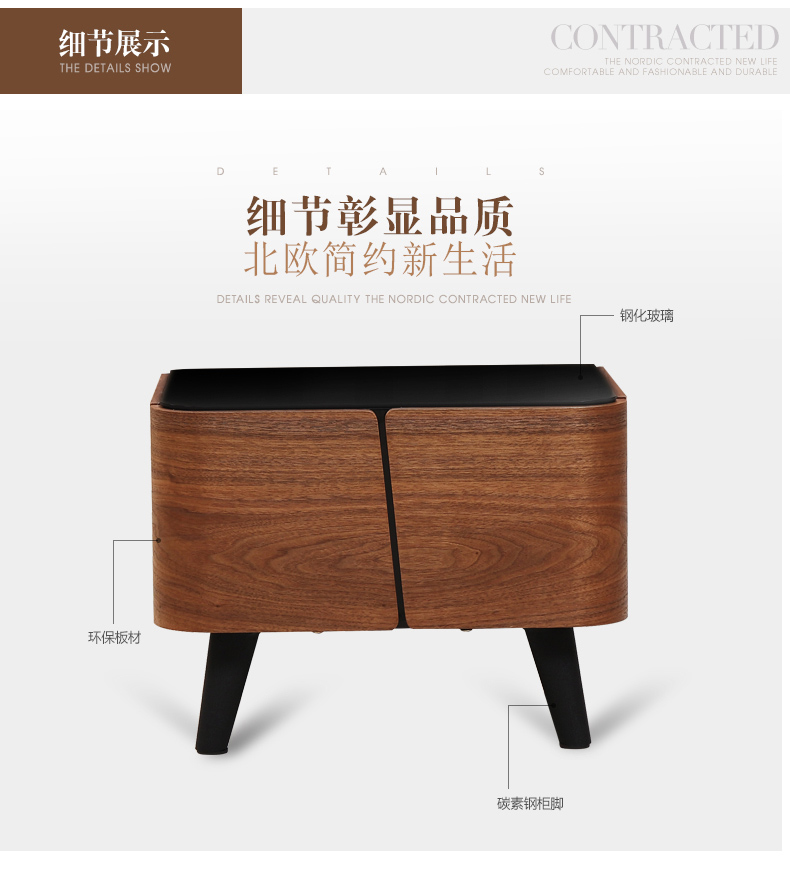 细节展示
THE DETAILS SHOW
CONTRACTED
THE NORDIC CONTRACTED NEW LIFE
COMFORTABLE AND FASHIONABLE AND DURABLE
DETAILS
细节彰显品质
北欧简约新生活
DETAILS REVEAL QUALITY THE NORDIC CONTRACTED NEW LIFE
钢化玻璃
环保板材
碳素钢柜脚